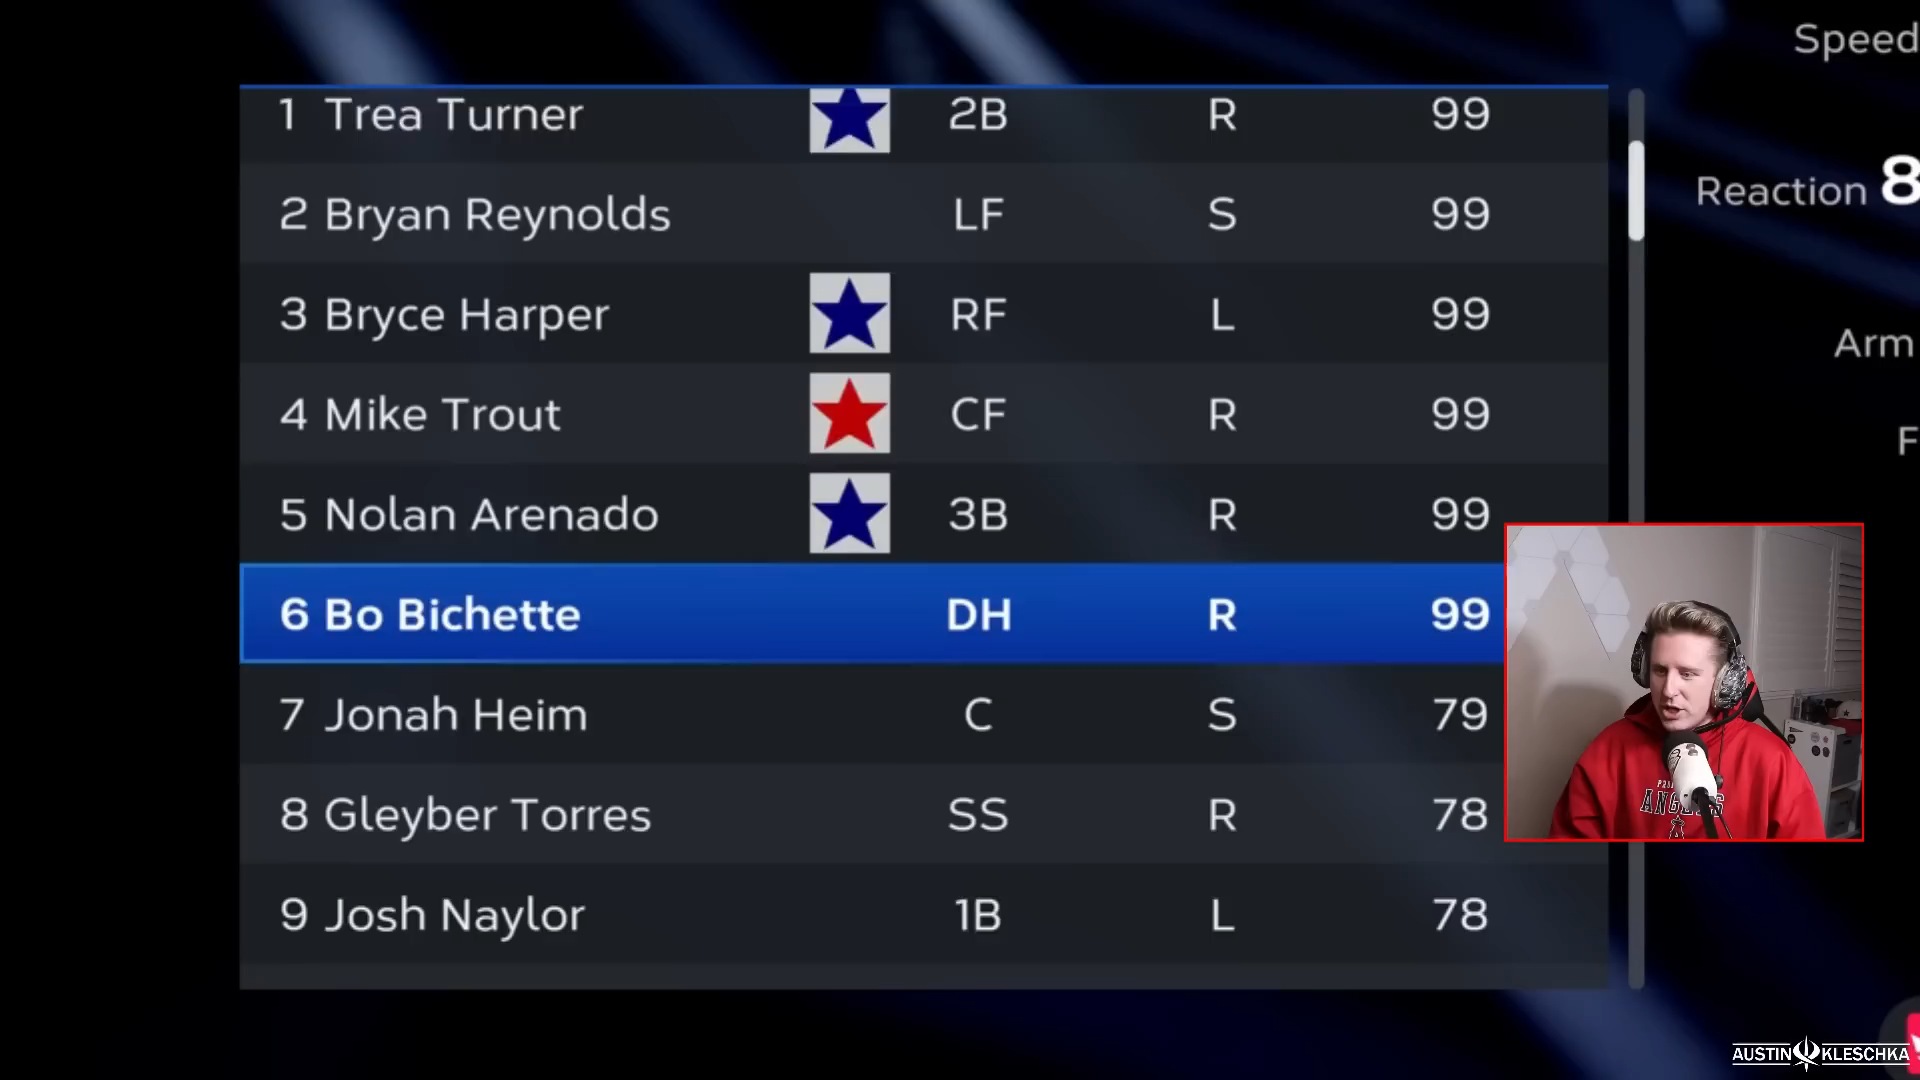 Speed
1 Trea Turner 2B R 99
2 Bryan Reynolds LF S 99
Reaction 8
3 Bryce Harper RF L 99
Arm
4 Mike Trout CF R 99
F
5 Nolan Arenado 3B R 99
6 Bo Bichette DH R 99
7 Jonah Heim C S 79
8 Gleyber Torres SS R 78
ANGELS
9 Josh Naylor 1B L 78
AUSTIN KLESCHKA